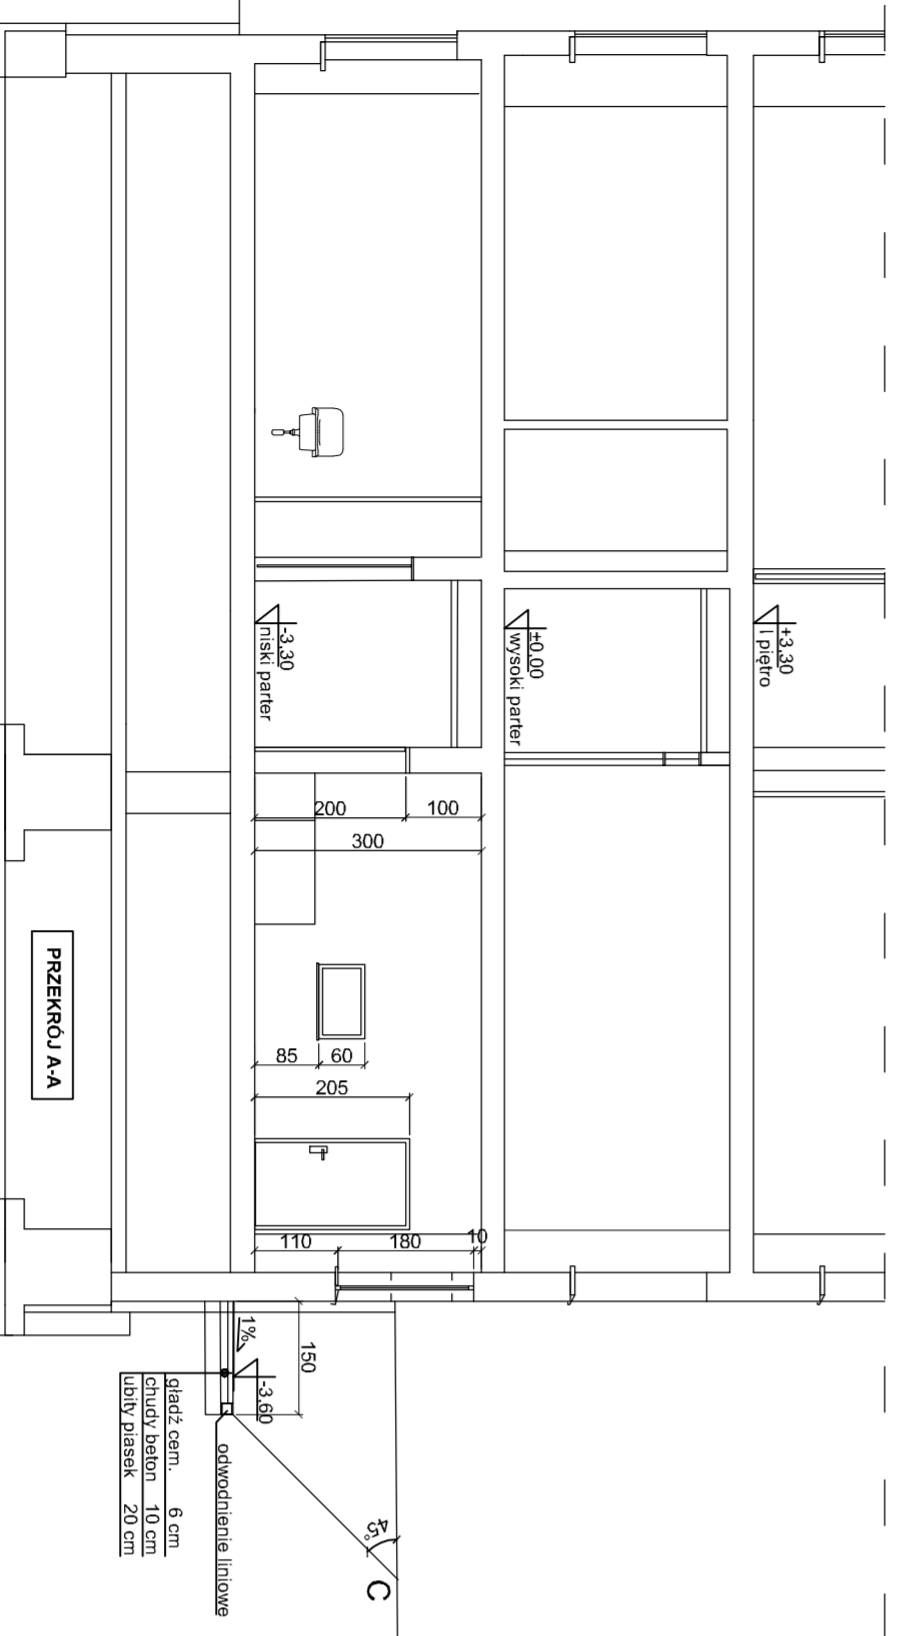 +3,30
I piętro
±0,00
wysoki parter
-3,30
niski parter
200
100
300
85
60
205
110
180
10
150
1%
-3,60
gładź cem. 6 cm
chudy beton 10 cm
ubity piasek 20 cm
odwodnienie liniowe
45°
C
PRZEKRÓJ A-A